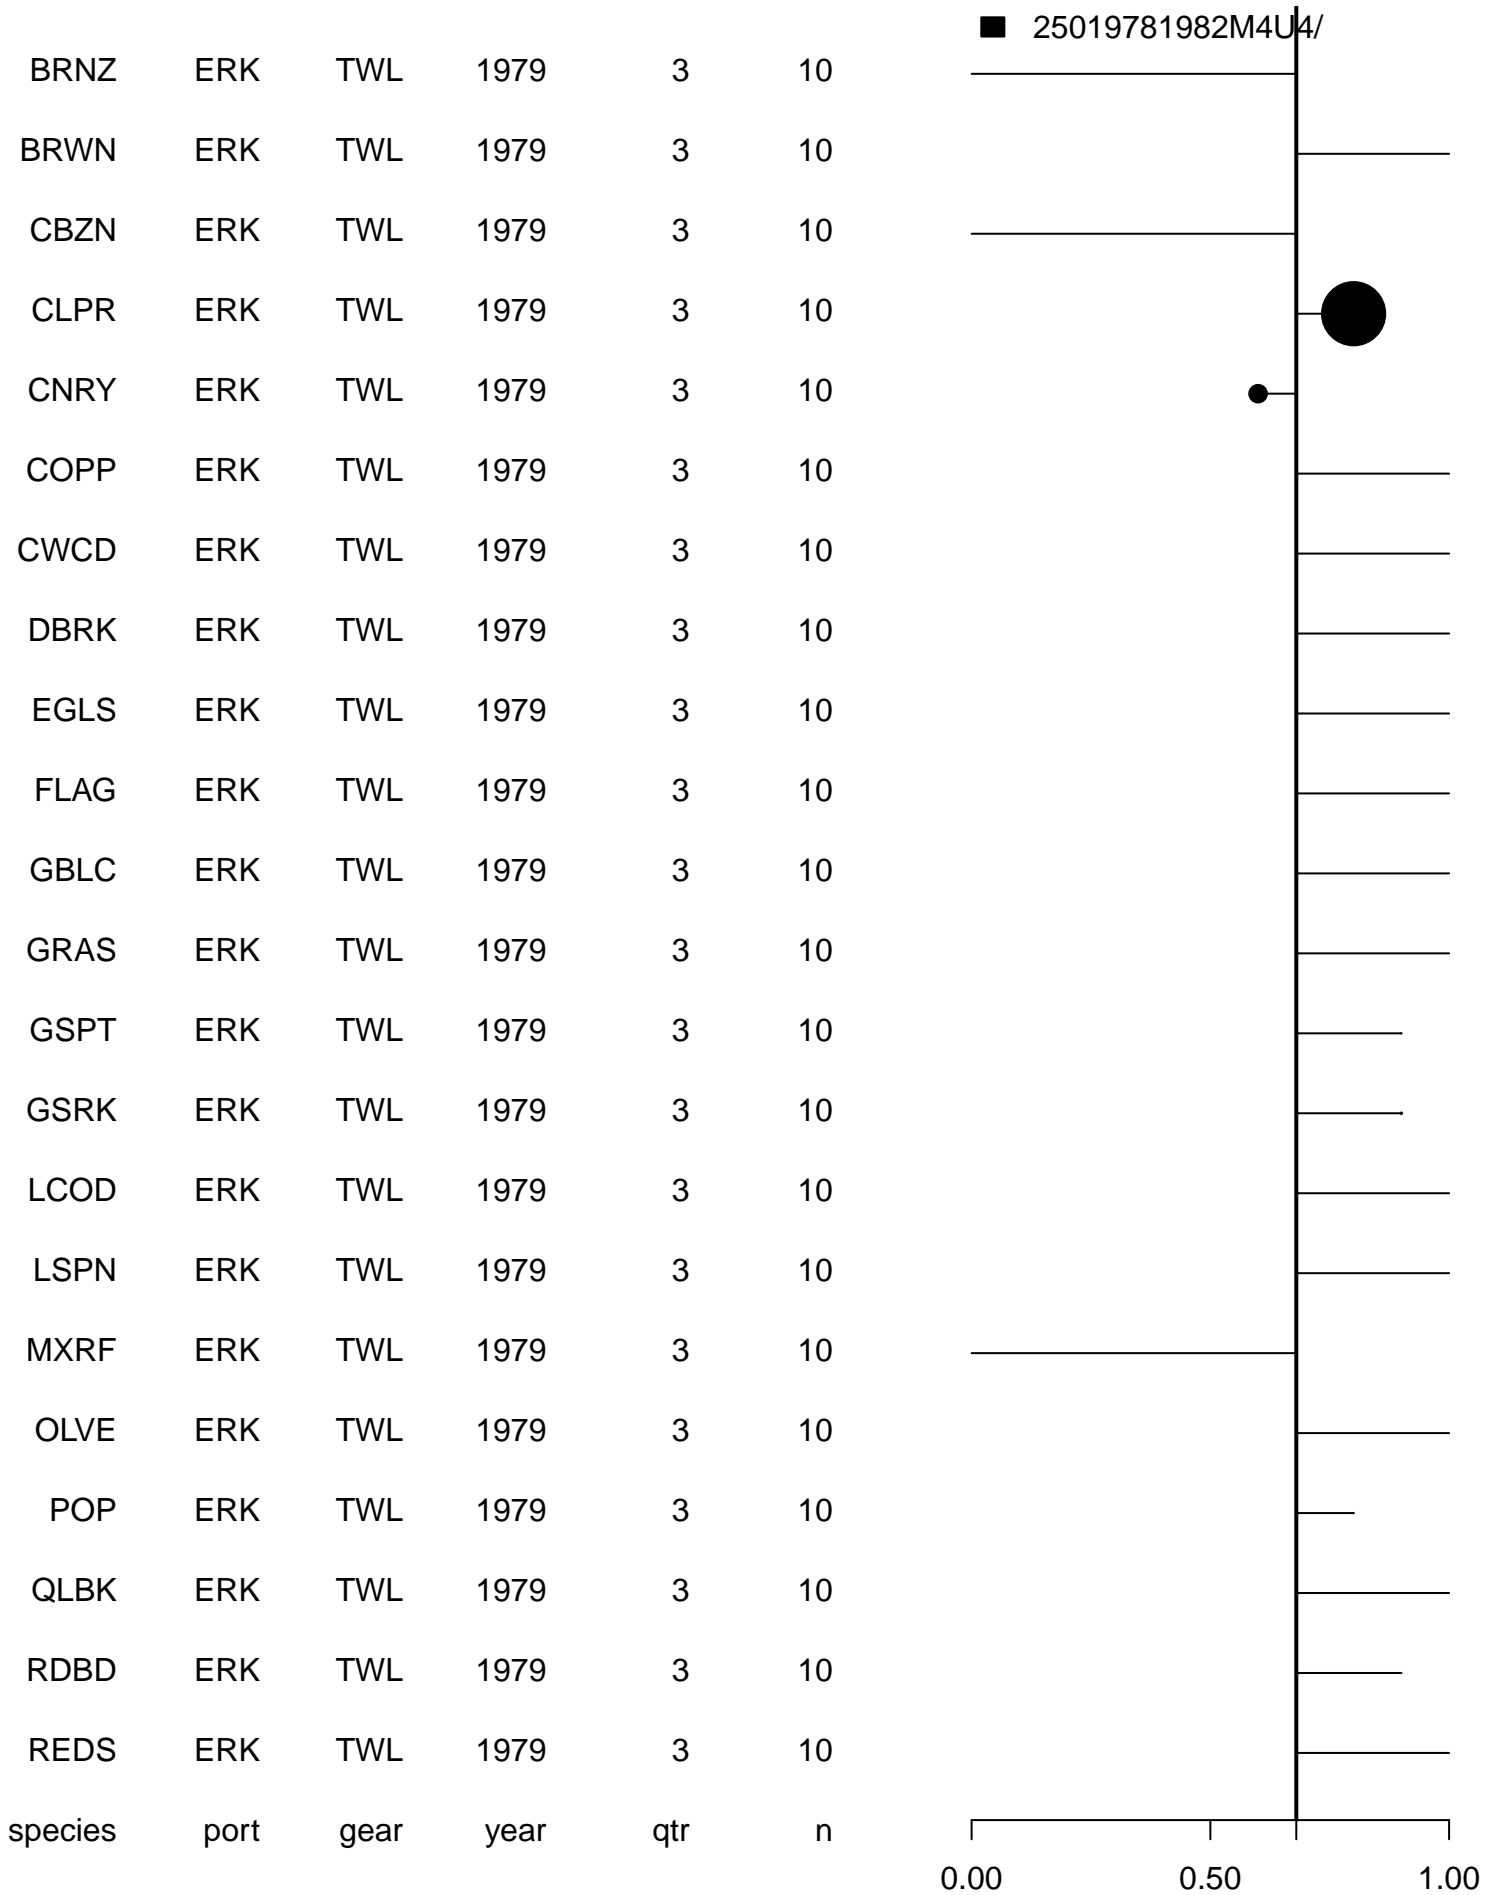 25019781982M4U4/
BRNZ ERK TWL 1979 3 10
BRWN ERK TWL 1979 3 10
CBZN ERK TWL 1979 3 10
CLPR ERK TWL 1979 3 10
CNRY ERK TWL 1979 3 10
COPP ERK TWL 1979 3 10
CWCD ERK TWL 1979 3 10
DBRK ERK TWL 1979 3 10
EGLS ERK TWL 1979 3 10
FLAG ERK TWL 1979 3 10
GBLC ERK TWL 1979 3 10
GRAS ERK TWL 1979 3 10
GSPT ERK TWL 1979 3 10
GSRK ERK TWL 1979 3 10
LCOD ERK TWL 1979 3 10
LSPN ERK TWL 1979 3 10
MXRF ERK TWL 1979 3 10
OLVE ERK TWL 1979 3 10
POP ERK TWL 1979 3 10
QLBK ERK TWL 1979 3 10
RDBD ERK TWL 1979 3 10
REDS ERK TWL 1979 3 10
species port gear year qtr n
0.00 0.50 1.00